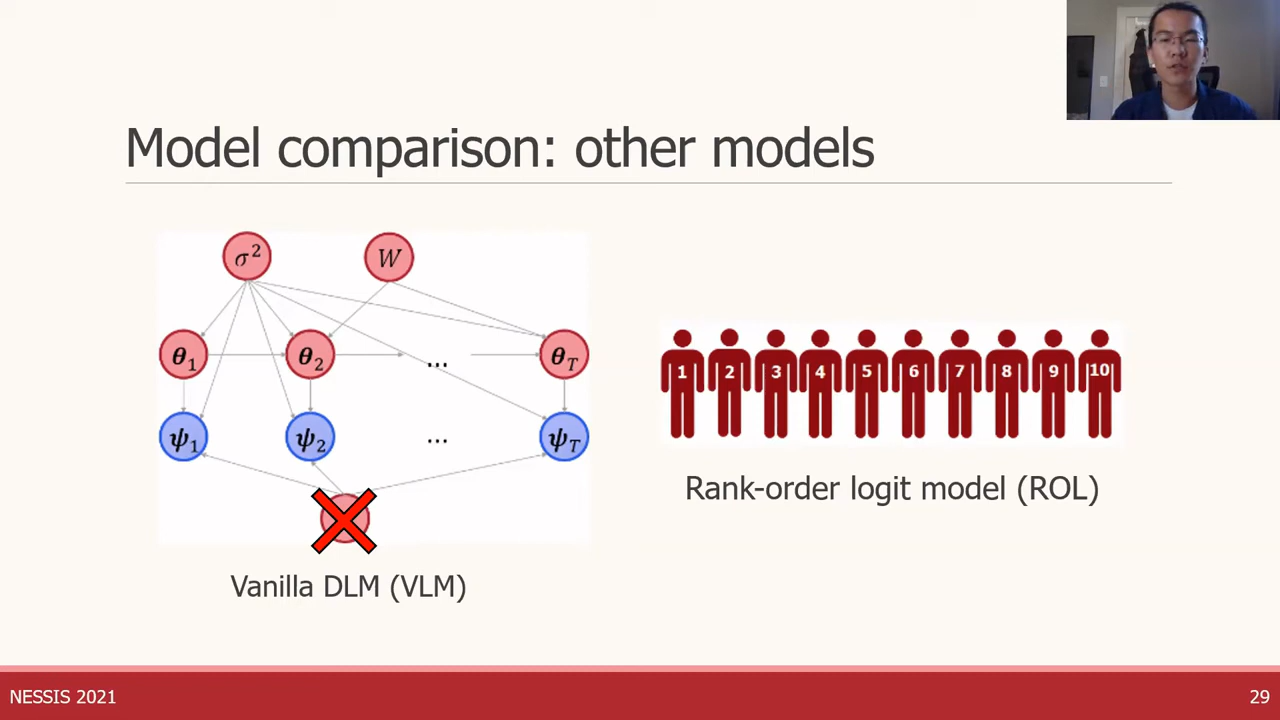 Model comparison: other models
σ² W
θ₁ θ₂ ... θ_T
ψ₁ ψ₂ ... ψ_T
1 2 3 4 5 6 7 8 9 10
Rank-order logit model (ROL)
Vanilla DLM (VLM)
NESSIS 2021
29